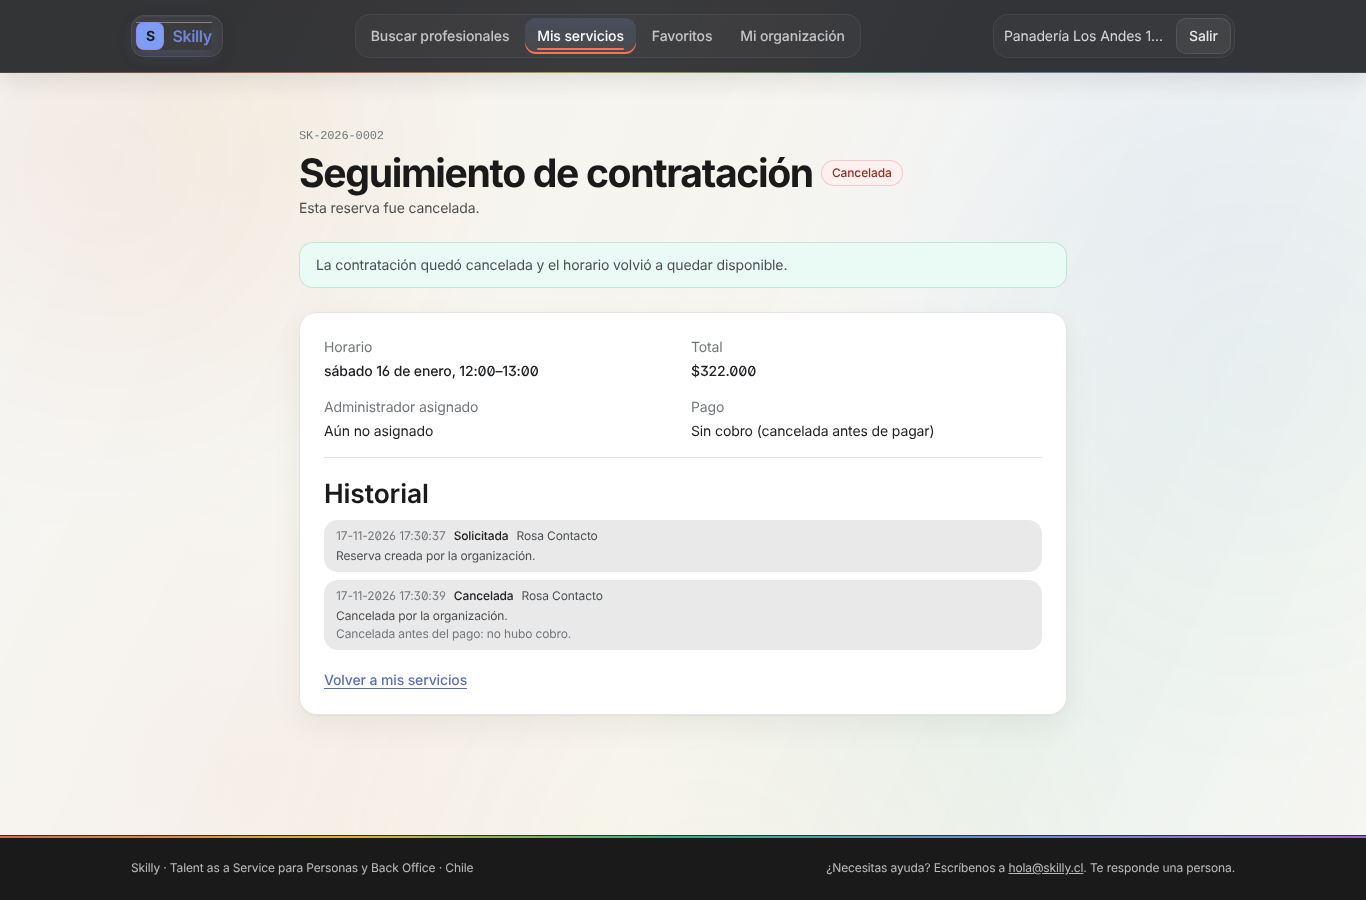 S Skilly
Buscar profesionales Mis servicios Favoritos Mi organización
Panadería Los Andes 1... Salir
SK-2026-0002
Seguimiento de contratación Cancelada
Esta reserva fue cancelada.
La contratación quedó cancelada y el horario volvió a quedar disponible.
Horario Total
sábado 16 de enero, 12:00–13:00 $322.000
Administrador asignado Pago
Aún no asignado Sin cobro (cancelada antes de pagar)
Historial
17-11-2026 17:30:37 Solicitada Rosa Contacto
Reserva creada por la organización.
17-11-2026 17:30:39 Cancelada Rosa Contacto
Cancelada por la organización.
Cancelada antes del pago: no hubo cobro.
Volver a mis servicios
Skilly · Talent as a Service para Personas y Back Office · Chile
¿Necesitas ayuda? Escríbenos a hola@skilly.cl. Te responde una persona.